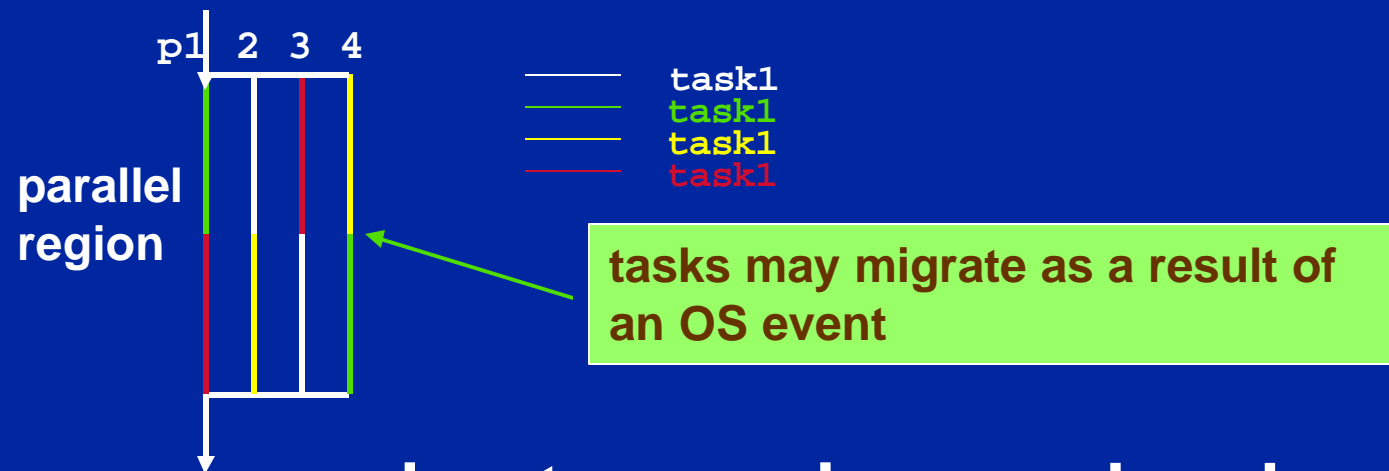 p1 2 3 4
task1
task1
task1
task1
parallel
region
tasks may migrate as a result of
an OS event